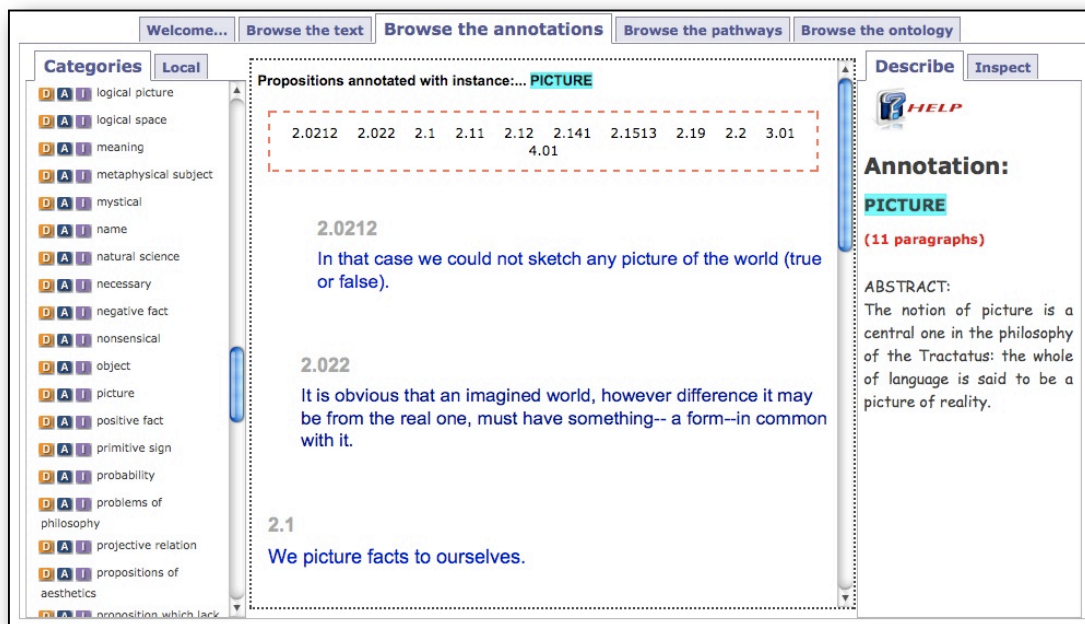 Welcome... Browse the text Browse the annotations Browse the pathways Browse the ontology
Categories Local
D A I logical picture
D A I logical space
D A I meaning
D A I metaphysical subject
D A I mystical
D A I name
D A I natural science
D A I necessary
D A I negative fact
D A I nonsensical
D A I object
D A I picture
D A I positive fact
D A I primitive sign
D A I probability
D A I problems of
philosophy
D A I projective relation
D A I propositions of
aesthetics
D A I proposition which lack
Propositions annotated with instance:... PICTURE
2.0212 2.022 2.1 2.11 2.12 2.141 2.1513 2.19 2.2 3.01
4.01
2.0212
In that case we could not sketch any picture of the world (true
or false).
2.022
It is obvious that an imagined world, however difference it may
be from the real one, must have something-- a form--in common
with it.
2.1
We picture facts to ourselves.
Describe Inspect
HELP
Annotation:
PICTURE
(11 paragraphs)
ABSTRACT:
The notion of picture is a
central one in the philosophy
of the Tractatus: the whole
of language is said to be a
picture of reality.